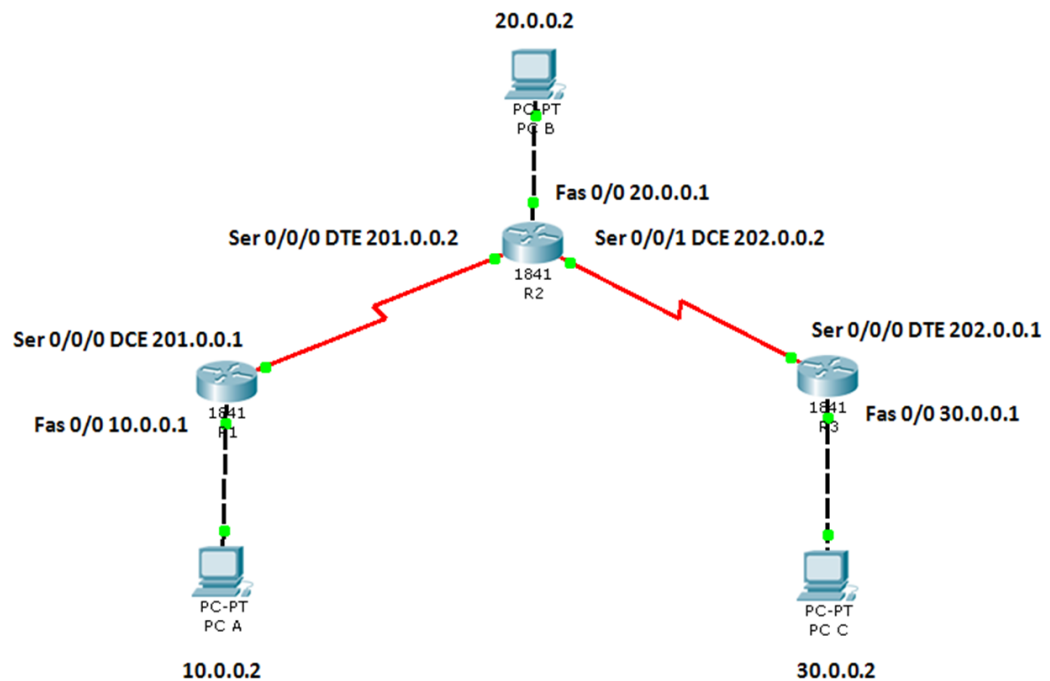 20.0.0.2
PC-PT
PC B
Fas 0/0 20.0.0.1
Ser 0/0/0 DTE 201.0.0.2
Ser 0/0/1 DCE 202.0.0.2
1841
R2
Ser 0/0/0 DCE 201.0.0.1
Ser 0/0/0 DTE 202.0.0.1
1841
R1
Fas 0/0 10.0.0.1
1841
R3
Fas 0/0 30.0.0.1
PC-PT
PC A
PC-PT
PC C
10.0.0.2
30.0.0.2